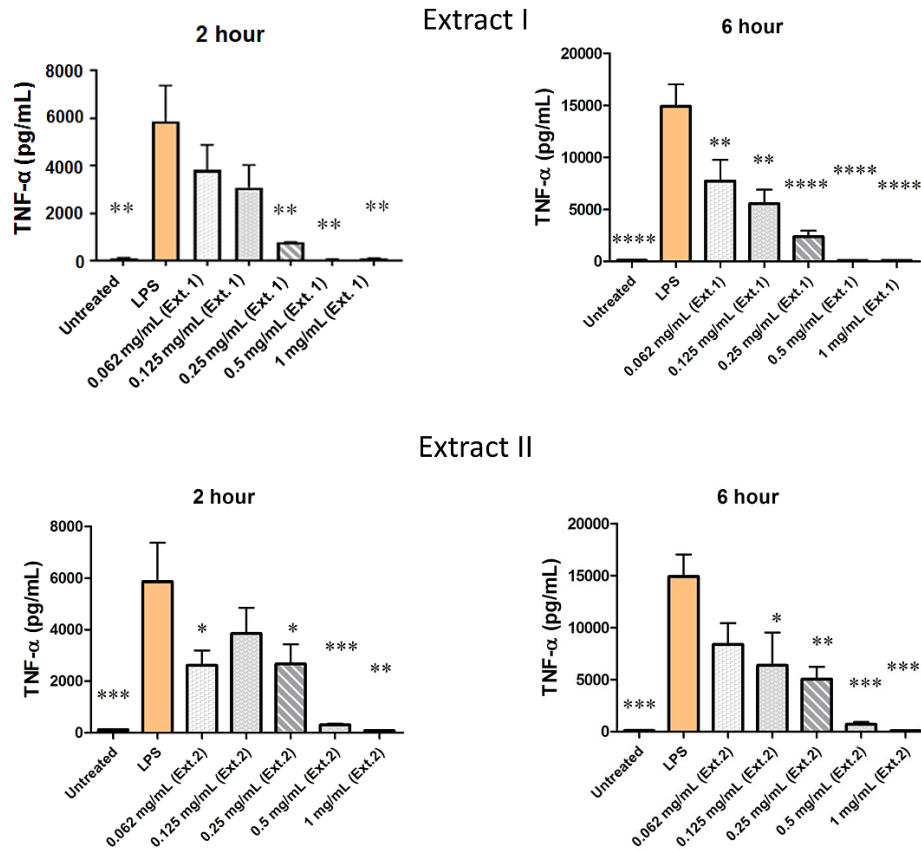 Extract I
2 hour
TNF-α (pg/mL)
8000
6000
4000
2000
0
**
**
**
**
Untreated
LPS
0.062 mg/mL (Ext. 1)
0.125 mg/mL (Ext. 1)
0.25 mg/mL (Ext. 1)
0.5 mg/mL (Ext. 1)
1 mg/mL (Ext. 1)
6 hour
TNF-α (pg/mL)
20000
15000
10000
5000
0
****
**
**
****
****
****
Untreated
LPS
0.062 mg/mL (Ext.1)
0.125 mg/mL (Ext.1)
0.25 mg/mL (Ext.1)
0.5 mg/mL (Ext.1)
1 mg/mL (Ext.1)
Extract II
2 hour
TNF-α (pg/mL)
8000
6000
4000
2000
0
***
*
*
***
**
Untreated
LPS
0.062 mg/mL (Ext.2)
0.125 mg/mL (Ext.2)
0.25 mg/mL (Ext.2)
0.5 mg/mL (Ext.2)
1 mg/mL (Ext.2)
6 hour
TNF-α (pg/mL)
20000
15000
10000
5000
0
***
*
**
***
***
Untreated
LPS
0.062 mg/mL (Ext.2)
0.125 mg/mL (Ext.2)
0.25 mg/mL (Ext.2)
0.5 mg/mL (Ext.2)
1 mg/mL (Ext.2)